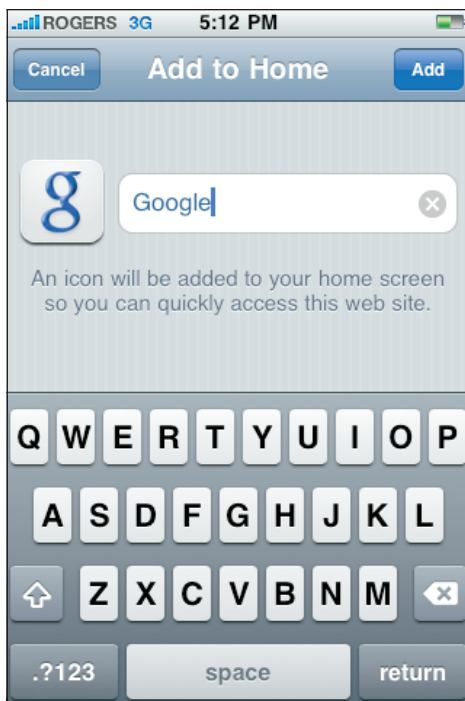 ROGERS 3G 5:12 PM
Cancel Add to Home Add
g Google
An icon will be added to your home screen
so you can quickly access this web site.
Q W E R T Y U I O P
A S D F G H J K L
Z X C V B N M
.?123 space return